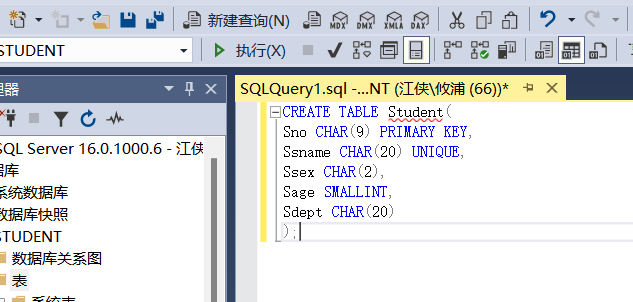 新建查询(N)
MDX DMX XMLA DAX
STUDENT
执行(X)
理器
SQLQuery1.sql -...NT (江侠\攸浦 (66))*
SQL Server 16.0.1000.6 - 江侠
据库
系统数据库
数据库快照
STUDENT
数据库关系图
表
系统表
CREATE TABLE Student(
Sno CHAR(9) PRIMARY KEY,
Ssname CHAR(20) UNIQUE,
Ssex CHAR(2),
Sage SMALLINT,
Sdept CHAR(20)
);